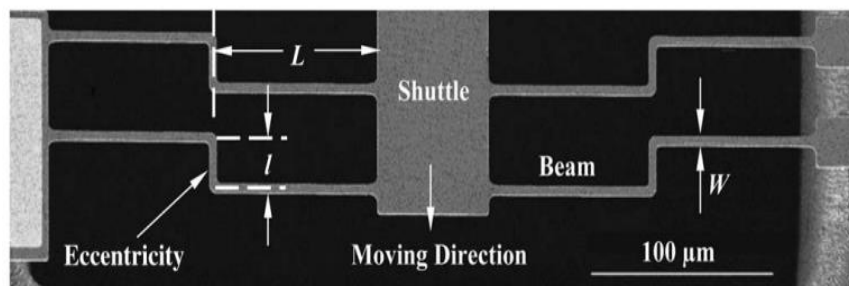 L
Shuttle
l
Beam
W
Eccentricity
Moving Direction
100 μm